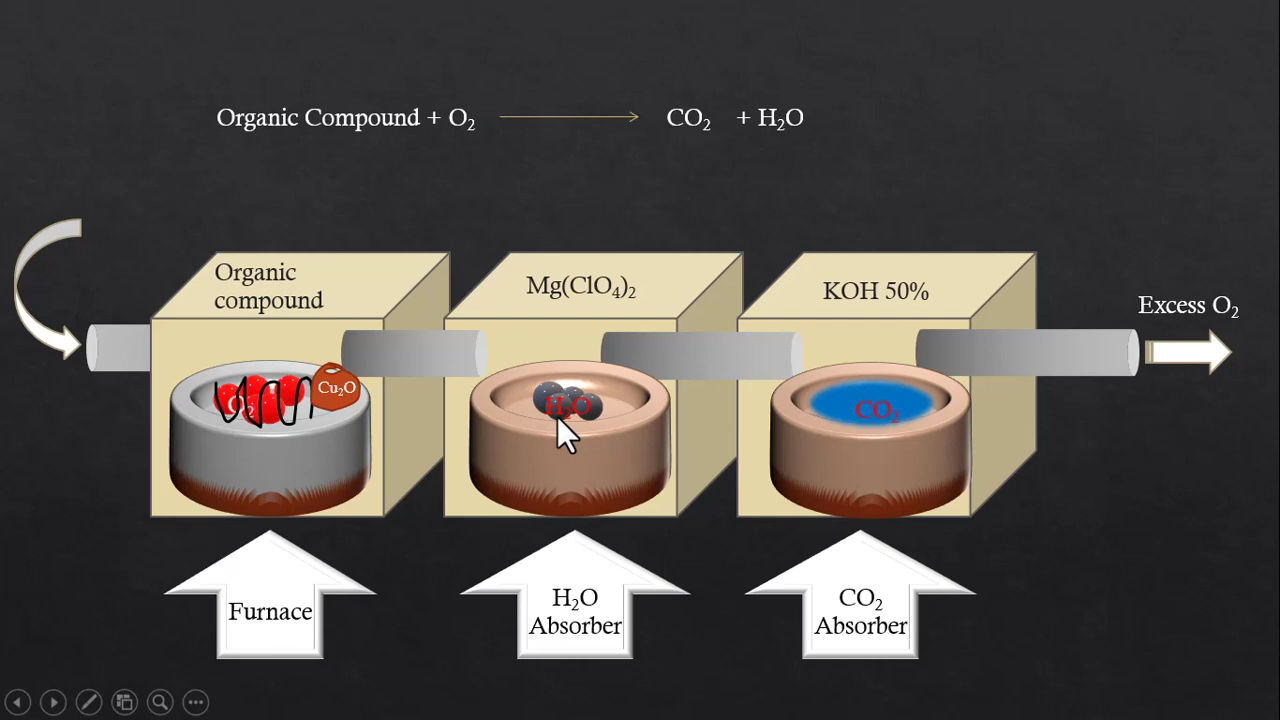 Organic Compound + O₂ → CO₂ + H₂O
Organic
compound
Mg(ClO₄)₂
KOH 50%
Excess O₂
O₂
Cu₂O
H₂O
CO₂
Furnace
H₂O
Absorber
CO₂
Absorber